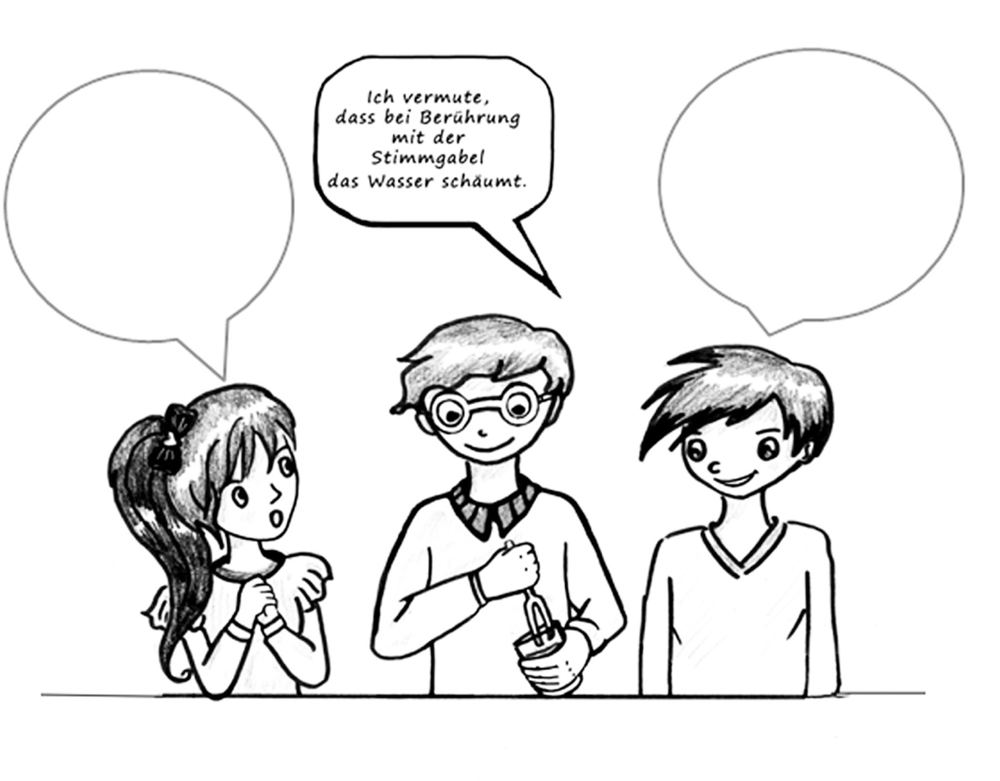 Ich vermute,
dass bei Berührung
mit der
Stimmgabel
das Wasser schäumt.